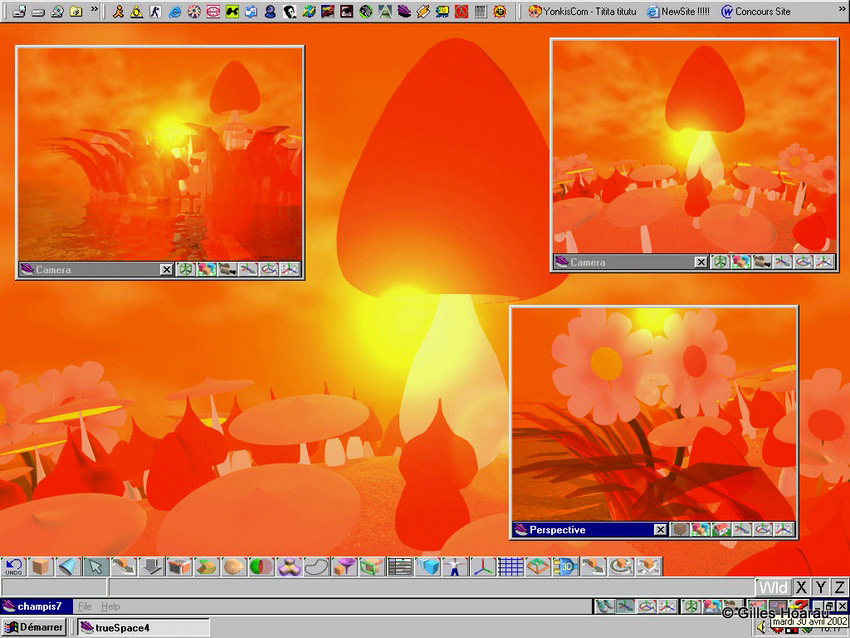 YonkisCom - Titita titutu
NewSite !!!!!
Concours Site
Camera
Camera
Perspective
UNDO
3D
Wld X Y Z
champis7 File Help
© Gilles Hoarau
Démarrer trueSpace4
mardi 30 avril 2002